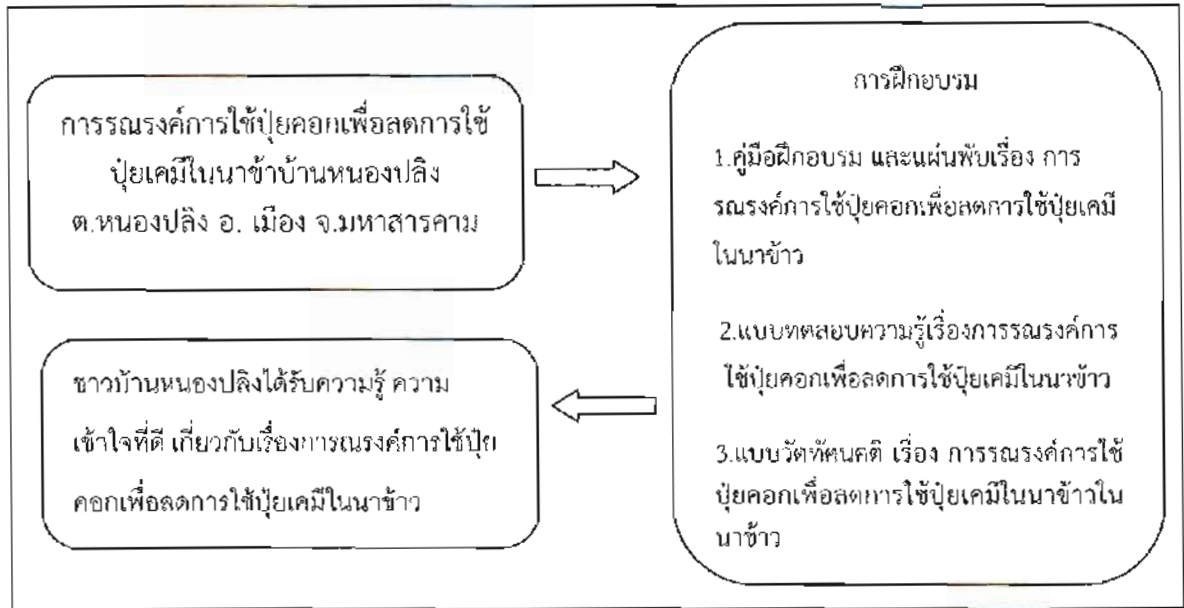 การรณรงค์การใช้ปุ๋ยคอกเพื่อลดการใช้
ปุ๋ยเคมีในนาข้าบ้านหนองปลิง
ต.หนองปลิง อ. เมือง จ.มหาสารคาม
การฝึกอบรม
1.คู่มือฝึกอบรม และแผ่นพับเรื่อง การ
รณรงค์การใช้ปุ๋ยคอกเพื่อลดการใช้ปุ๋ยเคมี
ในนาข้าว
2.แบบทดสอบความรู้เรื่องการรณรงค์การ
ใช้ปุ๋ยคอกเพื่อลดการใช้ปุ๋ยเคมีในนาข้าว
3.แบบวัดทัศนคติ เรื่อง การรณรงค์การใช้
ปุ๋ยคอกเพื่อลดการใช้ปุ๋ยเคมีในนาข้าวใน
นาข้าว
ชาวบ้านหนองปลิงได้รับความรู้ ความ
เข้าใจที่ดี เกี่ยวกับเรื่องการณรงค์การใช้ปุ๋ย
คอกเพื่อลดการใช้ปุ๋ยเคมีในนาข้าว